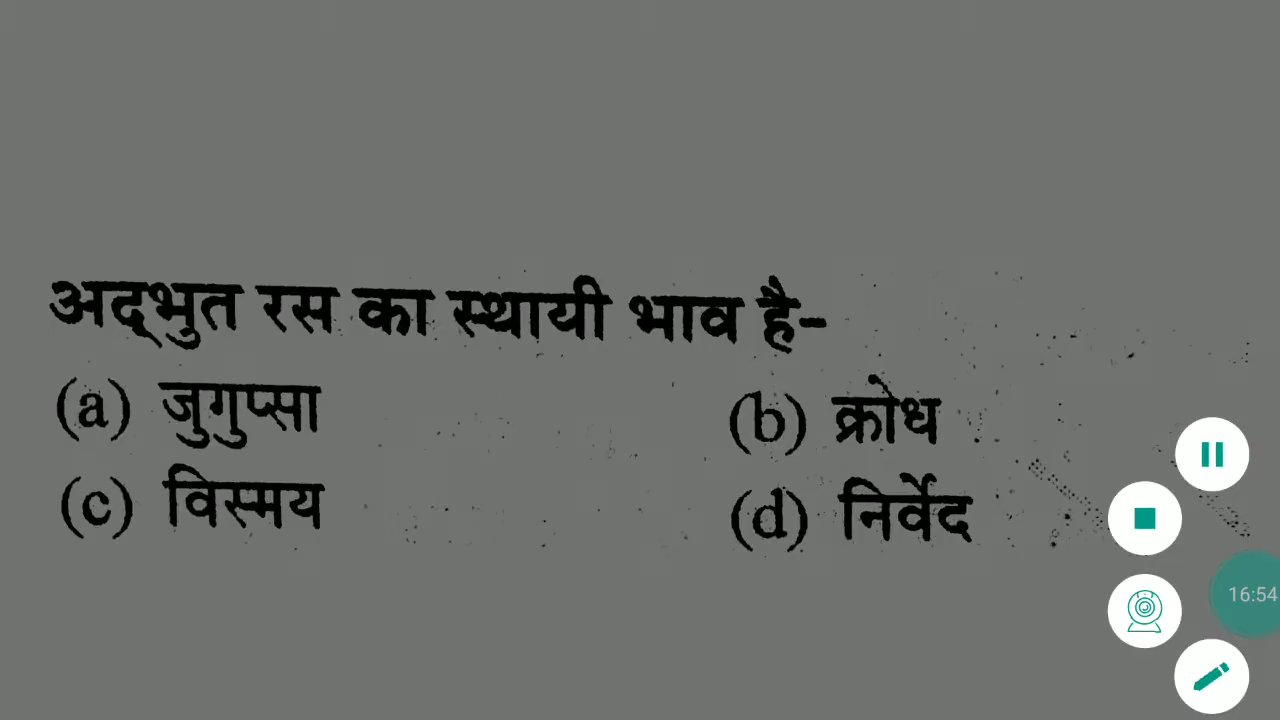 अद्भुत रस का स्थायी भाव है-
(a) जुगुप्सा (b) क्रोध
(c) विस्मय (d) निर्वेद
16:54